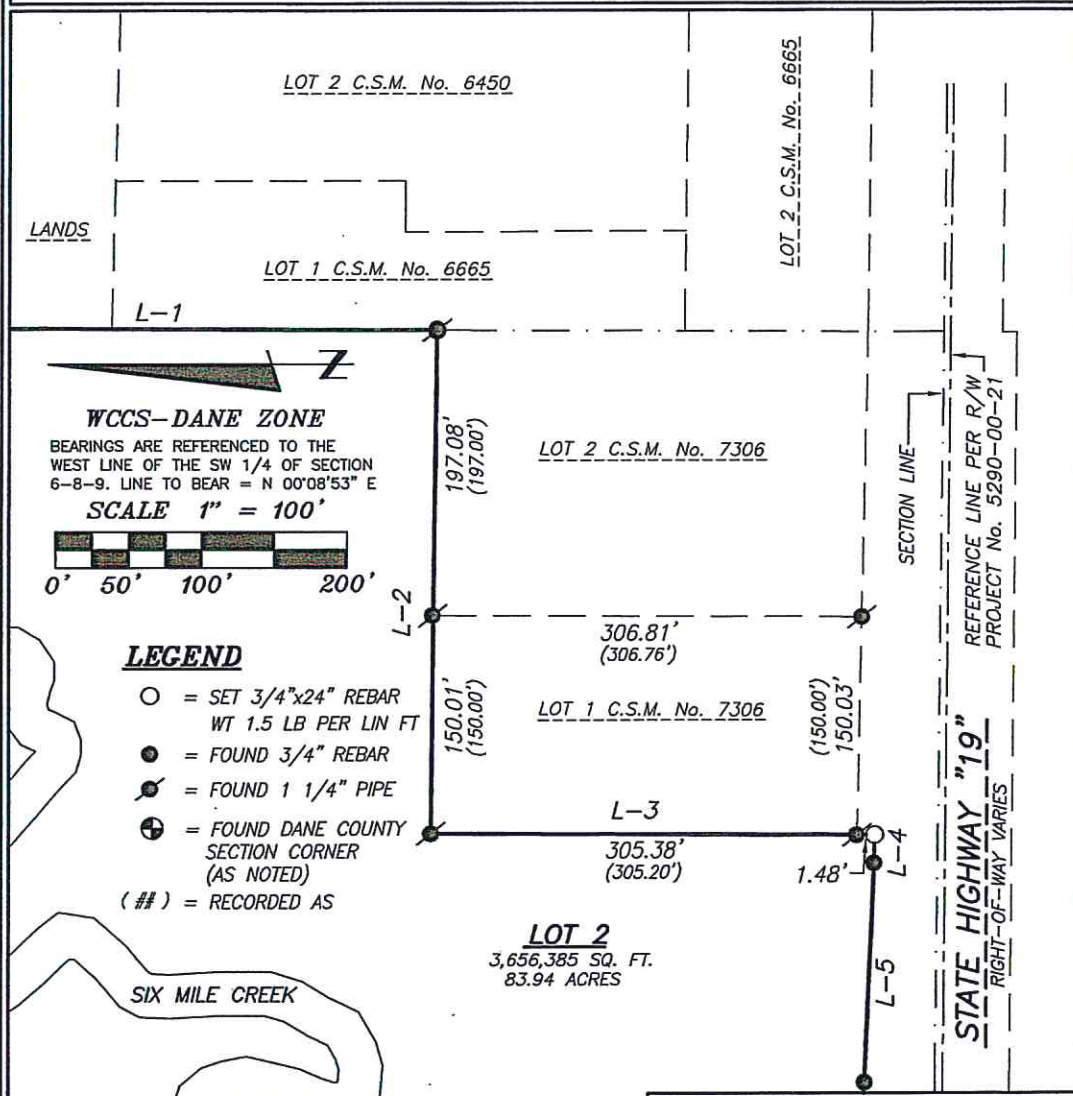 LOT 2 C.S.M. No. 6450
LOT 2 C.S.M. No. 6665
LANDS
LOT 1 C.S.M. No. 6665
L-1
Z
WCCS-DANE ZONE
BEARINGS ARE REFERENCED TO THE
WEST LINE OF THE SW 1/4 OF SECTION
6-8-9. LINE TO BEAR = N 00°08'53" E
SCALE 1" = 100'
0' 50' 100' 200'
197.08'
(197.00')
LOT 2 C.S.M. No. 7306
SECTION LINE
REFERENCE LINE PER R/W
PROJECT No. 5290-00-21
L-2
306.81'
(306.76')
LEGEND
= SET 3/4"x24" REBAR
WT 1.5 LB PER LIN FT
= FOUND 3/4" REBAR
= FOUND 1 1/4" PIPE
= FOUND DANE COUNTY
SECTION CORNER
(AS NOTED)
(##) = RECORDED AS
150.01'
(150.00')
LOT 1 C.S.M. No. 7306
(150.00')
150.03'
L-3
305.38'
(305.20')
1.48'
L-4
STATE HIGHWAY "19"
RIGHT-OF-WAY VARIES
LOT 2
3,656,385 SQ. FT.
83.94 ACRES
L-5
SIX MILE CREEK